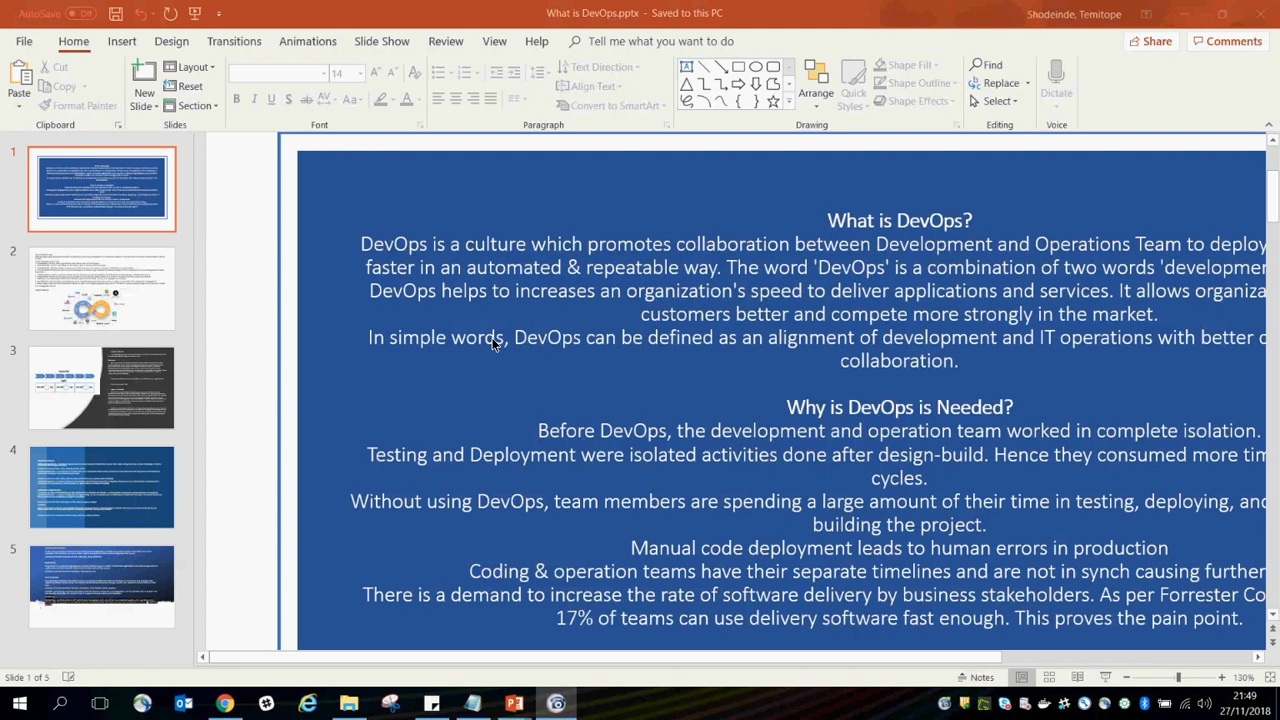 AutoSave Off
What is DevOps.pptx - Saved to this PC
Shodeinde, Temitope
File Home Insert Design Transitions Animations Slide Show Review View Help Tell me what you want to do Share Comments
Paste Cut Copy Format Painter Clipboard
New Slide Layout Reset Section Slides
14 Font
Text Direction Align Text Convert to SmartArt Paragraph
Arrange Quick Styles Shape Fill Shape Outline Shape Effects Drawing
Find Replace Select Editing
Dictate Voice
1
2
3
4
5
What is DevOps?
DevOps is a culture which promotes collaboration between Development and Operations Team to deploy
faster in an automated & repeatable way. The word 'DevOps' is a combination of two words 'developme
DevOps helps to increases an organization's speed to deliver applications and services. It allows organiza
customers better and compete more strongly in the market.
In simple words, DevOps can be defined as an alignment of development and IT operations with better
collaboration.
Why is DevOps is Needed?
Before DevOps, the development and operation team worked in complete isolation.
Testing and Deployment were isolated activities done after design-build. Hence they consumed more tim
cycles.
Without using Devops, team members are spending a large amount of their time in testing, deploying, and
building the project.
Manual code deployment leads to human errors in production
Coding & operation teams have their separate timelines and are not in synch causing furthe
There is a demand to increase the rate of software delivery by business stakeholders. As per Forrester Co
17% of teams can use delivery software fast enough. This proves the pain point.
Slide 1 of 5
Notes
130%
21:49
27/11/2018